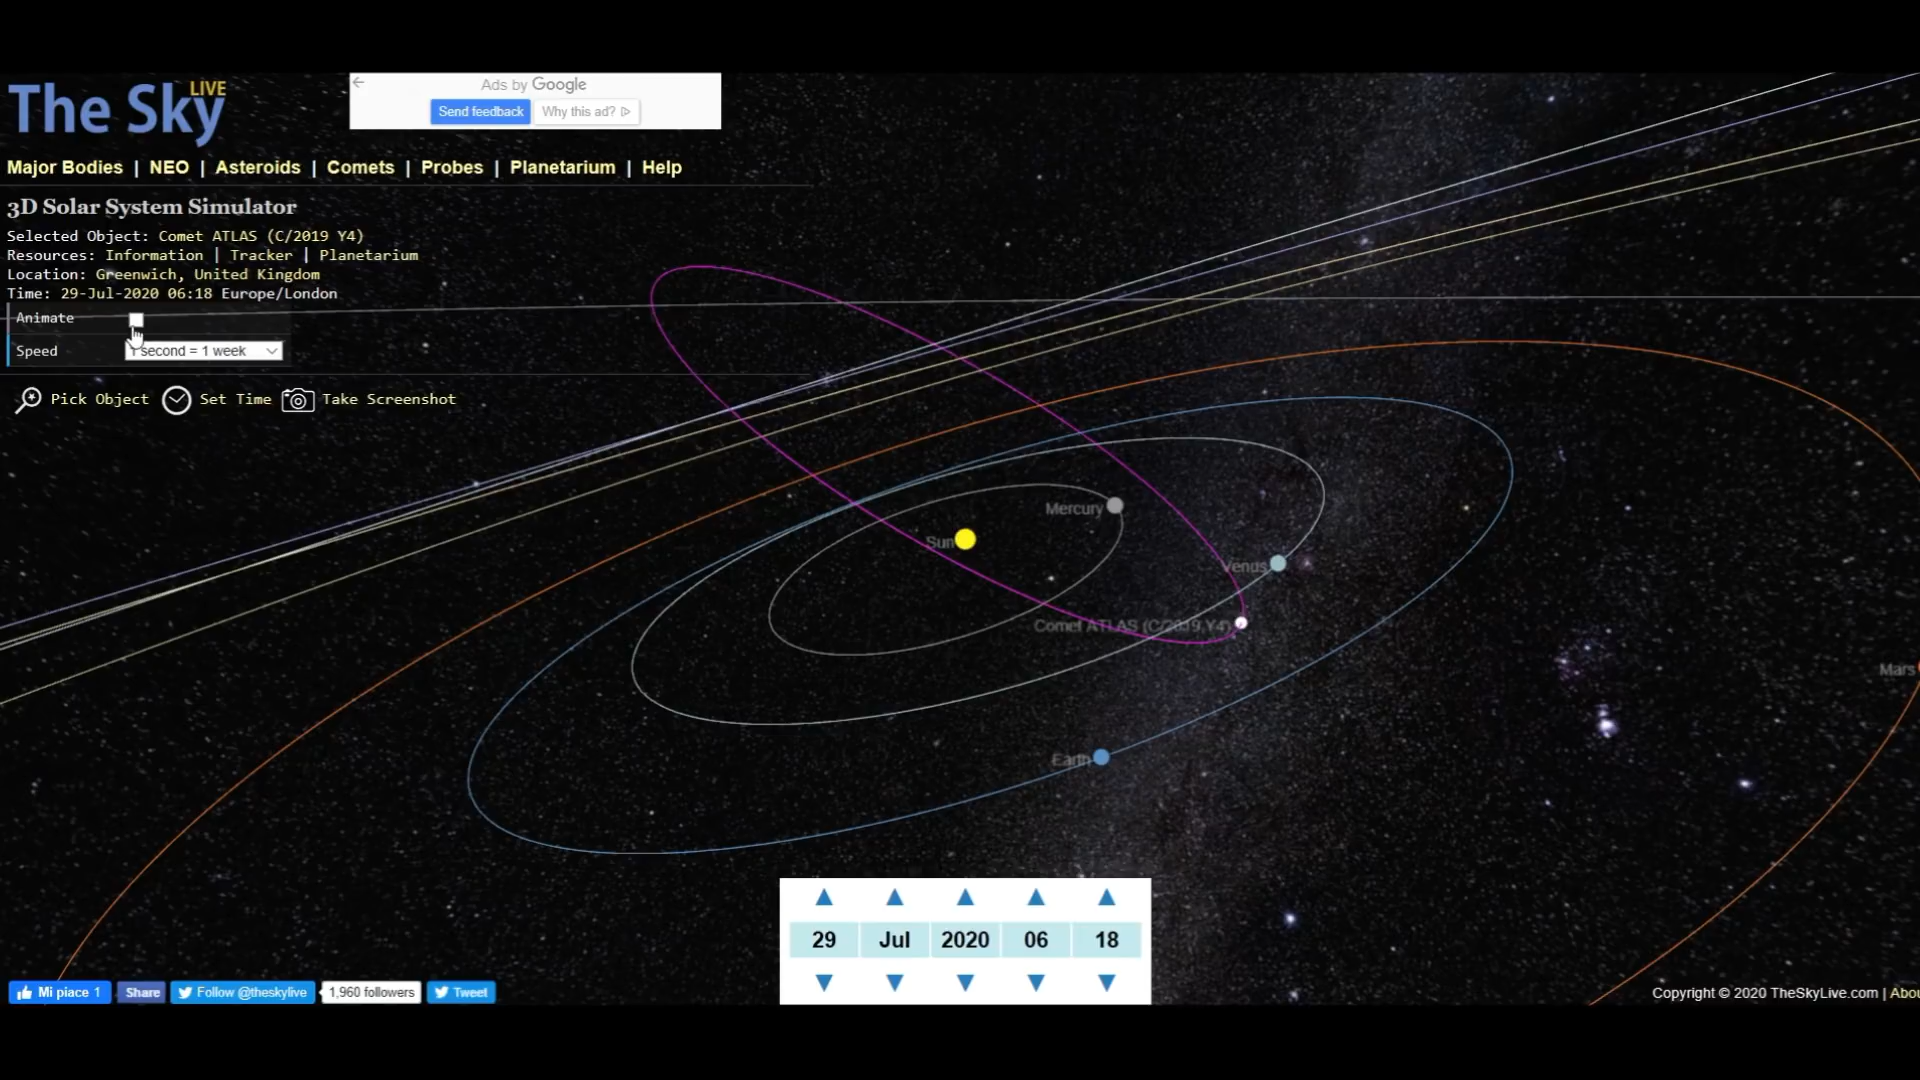 The Sky LIVE
Ads by Google
Send feedback
Why this ad?
Major Bodies | NEO | Asteroids | Comets | Probes | Planetarium | Help
3D Solar System Simulator
Selected Object: Comet ATLAS (C/2019 Y4)
Resources: Information | Tracker | Planetarium
Location: Greenwich, United Kingdom
Time: 29-Jul-2020 06:18 Europe/London
Animate
Speed
1 second = 1 week
Pick Object
Set Time
Take Screenshot
Mercury
Sun
Venus
Comet ATLAS (C/2019 Y4)
Mars
Earth
29 Jul 2020 06 18
Mi piace 1
Share
Follow @theskylive
1,960 followers
Tweet
Copyright © 2020 TheSkyLive.com | Abou